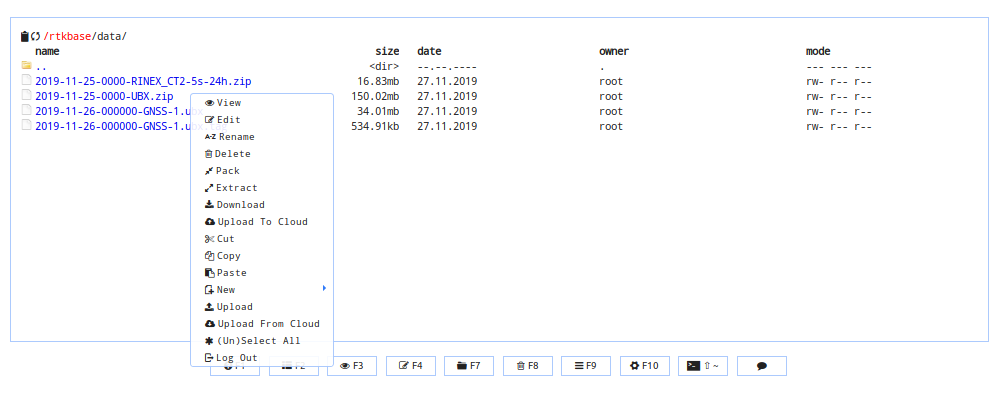 /rtkbase/data/
name size date owner mode
.. <dir> --.--.---- . --- --- ---
2019-11-25-0000-RINEX_CT2-5s-24h.zip 16.83mb 27.11.2019 root rw- r-- r--
2019-11-25-0000-UBX.zip 150.02mb 27.11.2019 root rw- r-- r--
2019-11-26-000000-GNSS-1.u 34.01mb 27.11.2019 root rw- r-- r--
2019-11-26-000000-GNSS-1.u 534.91kb 27.11.2019 root rw- r-- r--
View
Edit
A-Z Rename
Delete
Pack
Extract
Download
Upload To Cloud
Cut
Copy
Paste
New
Upload
Upload From Cloud
(Un)Select All
Log Out
F1 F2 F3 F4 F7 F8 F9 F10 ⇧~